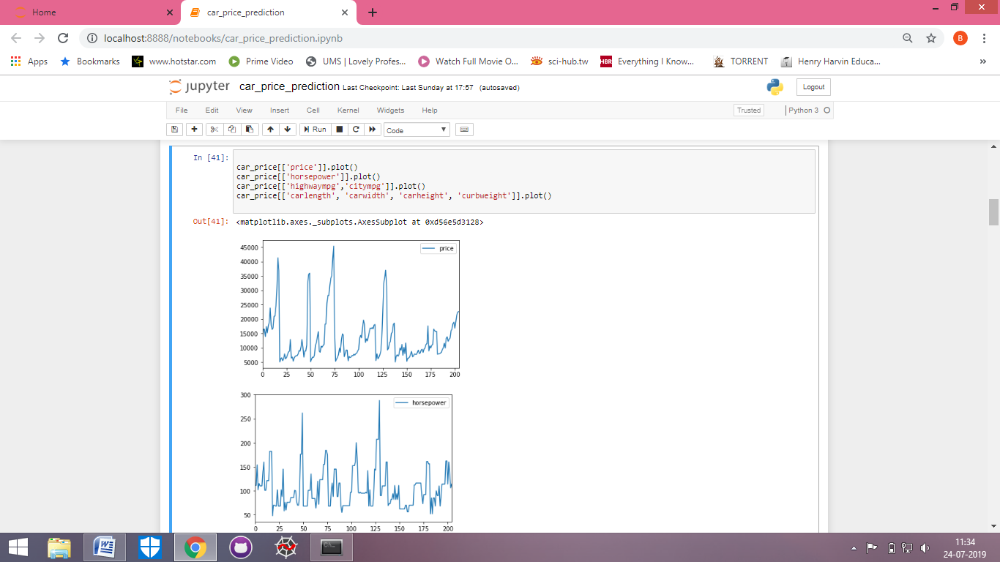 Home
car_price_prediction
localhost:8888/notebooks/car_price_prediction.ipynb
B
Apps Bookmarks www.hotstar.com Prime Video UMS | Lovely Profes... Watch Full Movie O... sci-hub.tw HBR Everything I Know... TORRENT Henry Harvin Educa... »
jupyter car_price_prediction Last Checkpoint: Last Sunday at 17:57 (autosaved)
Logout
File Edit View Insert Cell Kernel Widgets Help
Trusted Python 3
Run Code
In [41]:
car_price[['price']].plot()
car_price[['horsepower']].plot()
car_price[['highwaympg','citympg']].plot()
car_price[['carlength', 'carwidth', 'carheight', 'curbweight']].plot()
Out[41]: <matplotlib.axes._subplots.AxesSubplot at 0xd56e5d3128>
price
45000
40000
35000
30000
25000
20000
15000
10000
5000
0 25 50 75 100 125 150 175 200
horsepower
300
250
200
150
100
50
0 25 50 75 100 125 150 175 200
11:34
24-07-2019